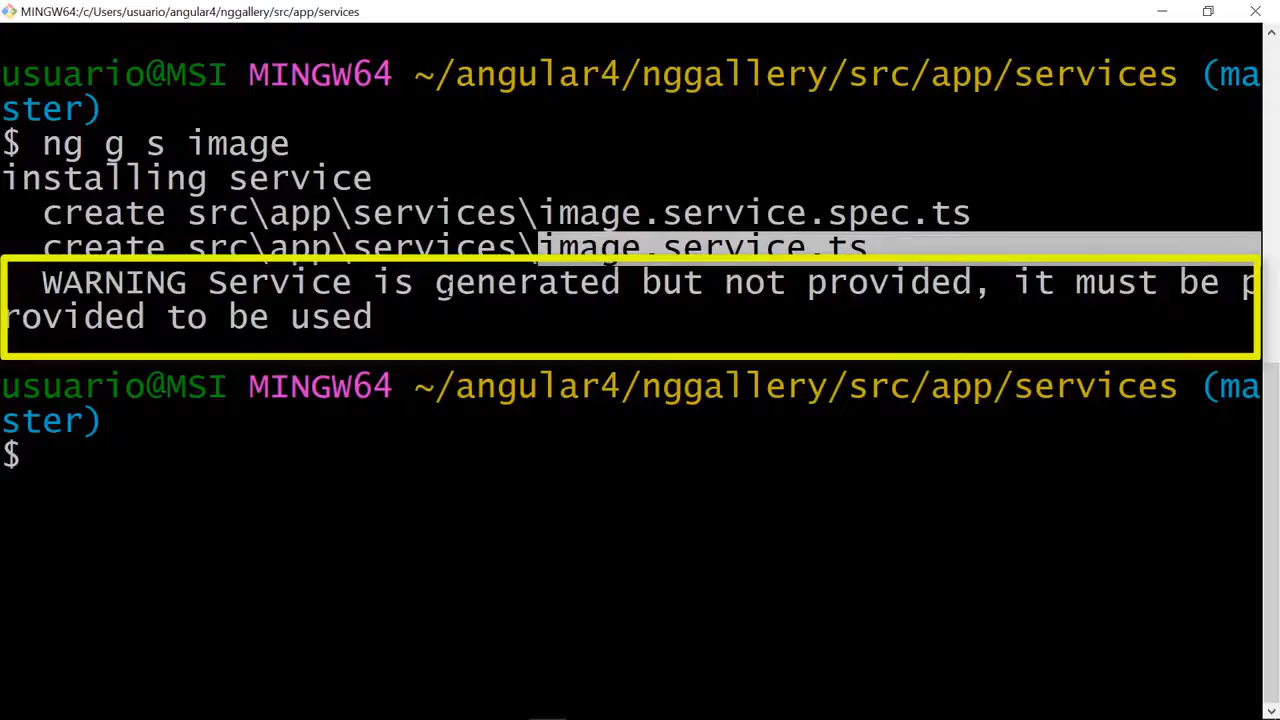 MINGW64:/c/Users/usuario/angular4/nggallery/src/app/services
usuario@MSI MINGW64 ~/angular4/nggallery/src/app/services (ma
ster)
$ ng g s image
installing service
  create src\app\services\image.service.spec.ts
  create src\app\services\image.service.ts
  WARNING Service is generated but not provided, it must be p
rovided to be used
usuario@MSI MINGW64 ~/angular4/nggallery/src/app/services (ma
ster)
$